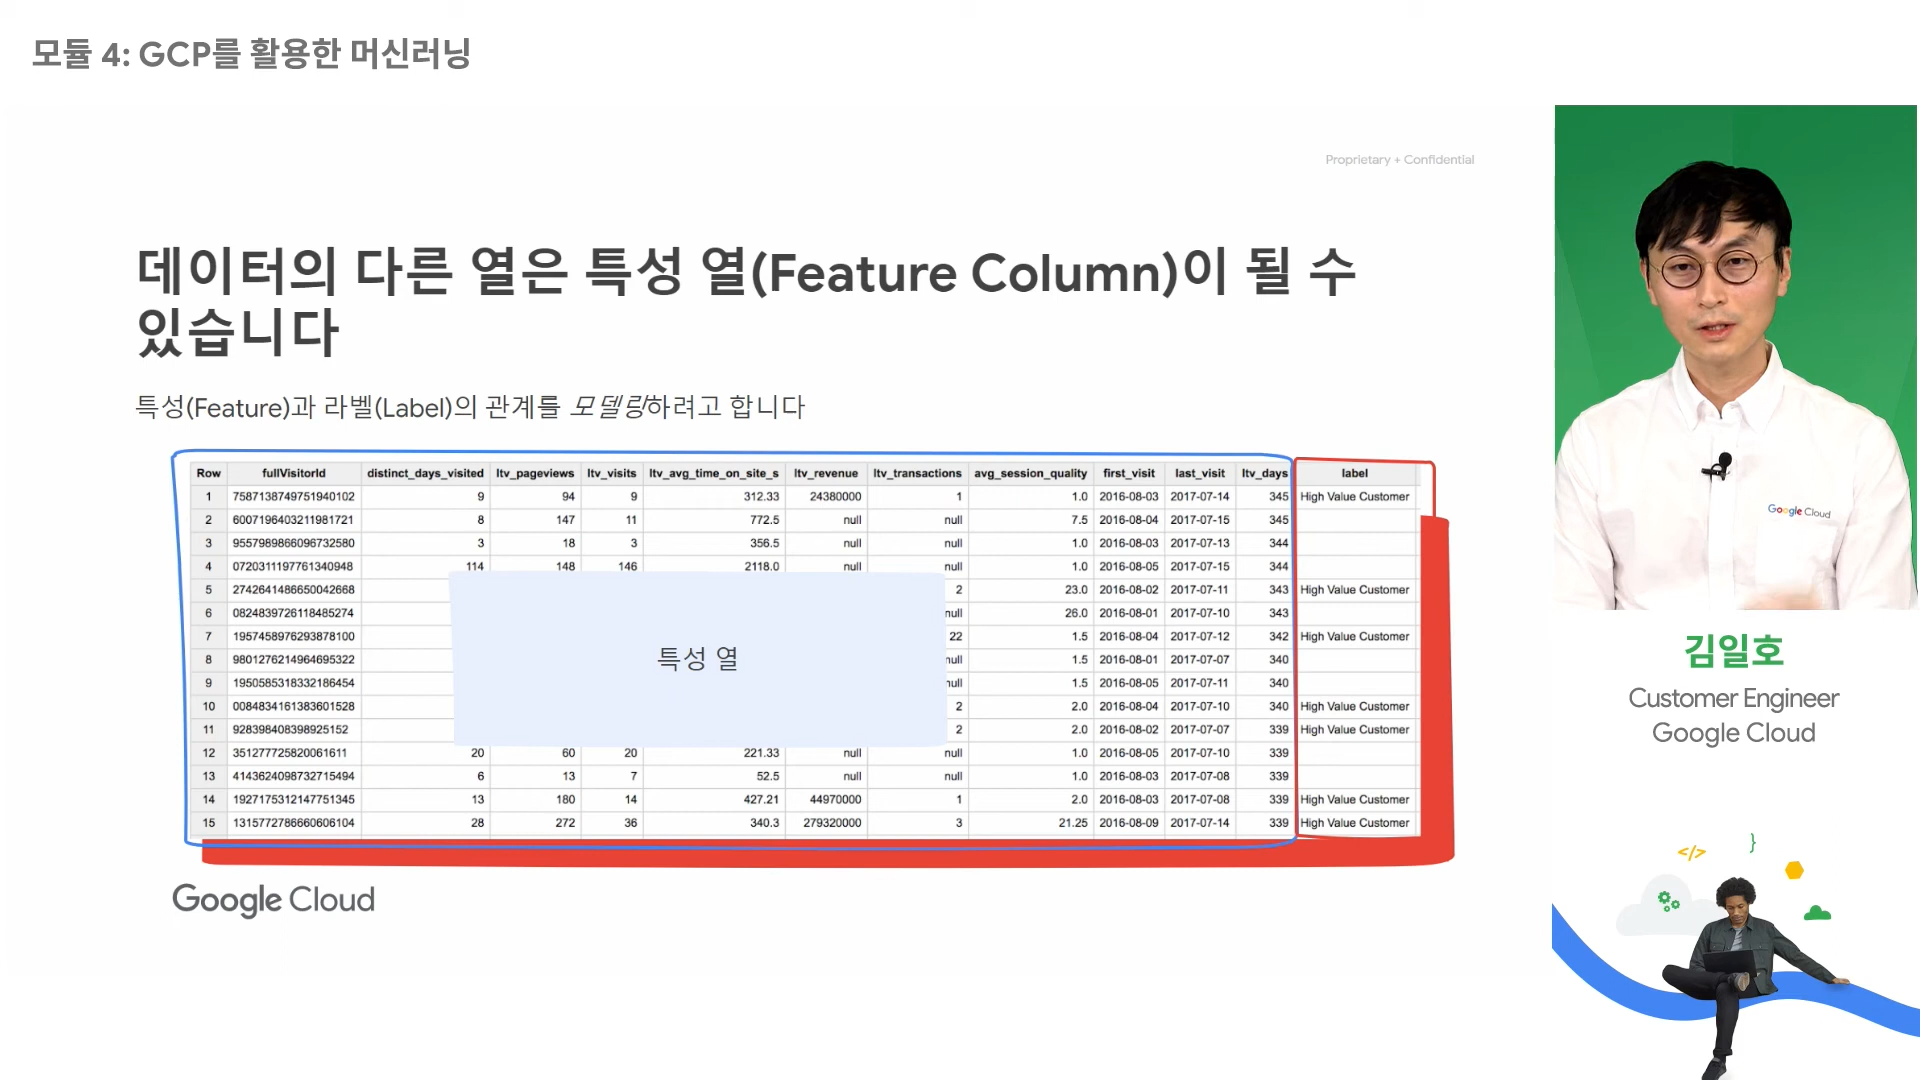 모듈 4: GCP를 활용한 머신러닝
Proprietary + Confidential
데이터의 다른 열은 특성 열(Feature Column)이 될 수
있습니다
특성(Feature)과 라벨(Label)의 관계를 모델링하려고 합니다
Row fullVisitorId distinct_days_visited ltv_pageviews ltv_visits ltv_avg_time_on_site_s ltv_revenue ltv_transactions avg_session_quality first_visit last_visit ltv_days label
1 7587138749751940102 9 94 9 312.33 24380000 1 1.0 2016-08-03 2017-07-14 345 High Value Customer
2 6007196403211981721 8 147 11 772.5 null null 7.5 2016-08-04 2017-07-15 345
3 9557989866096732580 3 18 3 356.5 null null 1.0 2016-08-03 2017-07-13 344
4 0720311197761340948 114 148 146 2118.0 null null 1.0 2016-08-05 2017-07-15 344
5 2742641486650042668 2 23.0 2016-08-02 2017-07-11 343 High Value Customer
6 0824839726118485274 null 26.0 2016-08-01 2017-07-10 343
7 1957458976293878100 22 1.5 2016-08-04 2017-07-12 342 High Value Customer
8 9801276214964695322 null 1.5 2016-08-01 2017-07-07 340
9 1950585318332186454 null 1.5 2016-08-05 2017-07-11 340
10 0084834161383601528 2 2.0 2016-08-04 2017-07-10 340 High Value Customer
11 928398408398925152 2 2.0 2016-08-02 2017-07-07 339 High Value Customer
12 351277725820061611 20 60 20 221.33 null null 1.0 2016-08-05 2017-07-10 339
13 4143624098732715494 6 13 7 52.5 null null 1.0 2016-08-03 2017-07-08 339
14 1927175312147751345 13 180 14 427.21 44970000 1 2.0 2016-08-03 2017-07-08 339 High Value Customer
15 1315772786660606104 28 272 36 340.3 279320000 3 21.25 2016-08-09 2017-07-14 339 High Value Customer
특성 열
Google Cloud
Google Cloud
김일호
Customer Engineer
Google Cloud